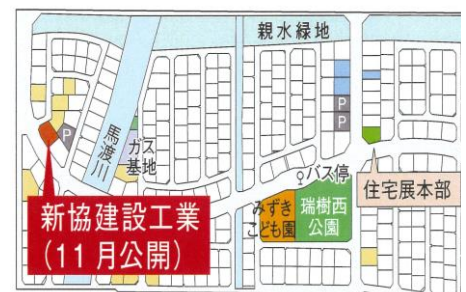 親水緑地
P
P
P
馬渡川
ガス
基地
バス停
住宅展本部
みずき
こども園
瑞樹西
公園
新協建設工業
(11月公開)